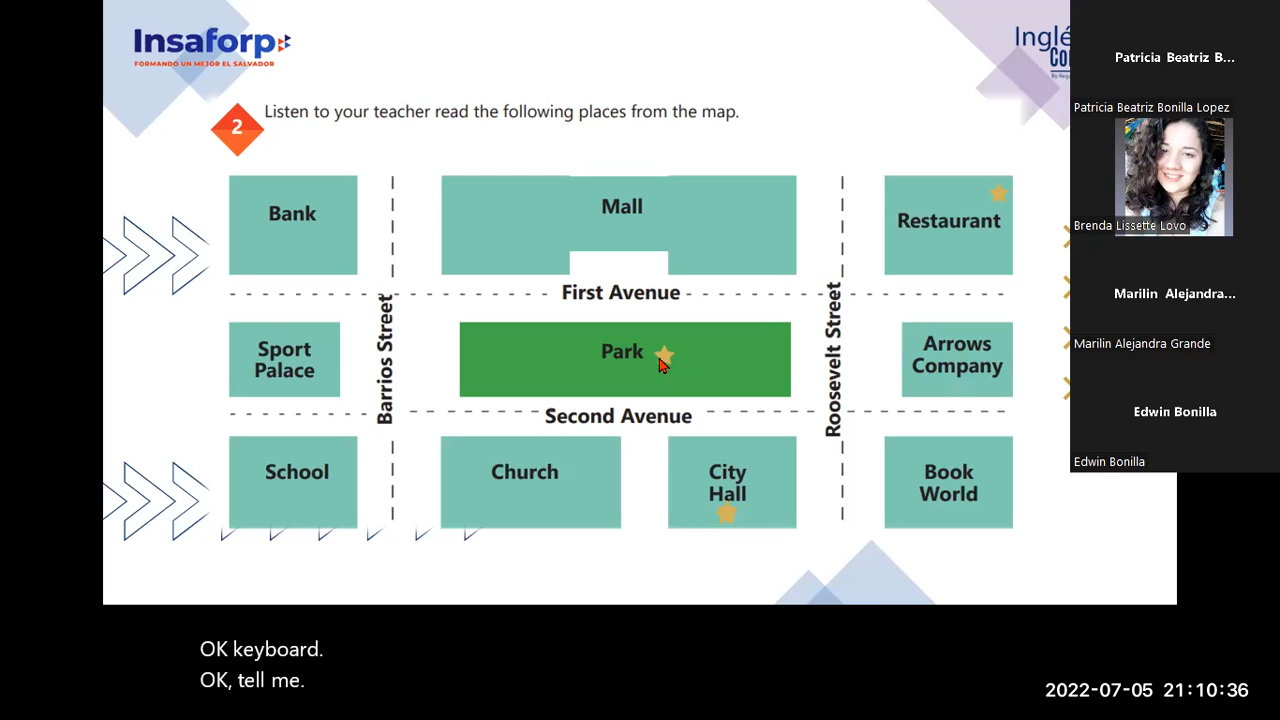 Insaforp
FORMANDO UN MEJOR EL SALVADOR
Inglé
2
Listen to your teacher read the following places from the map.
Bank
Mall
Restaurant
First Avenue
Sport
Palace
Barrios Street
Park
Roosevelt Street
Arrows
Company
Second Avenue
School
Church
City
Hall
Book
World
Patricia Beatriz B...
Patricia Beatriz Bonilla Lopez
Brenda Lissette Lovo
Marilin Alejandra...
Marilin Alejandra Grande
Edwin Bonilla
Edwin Bonilla
OK keyboard.
OK, tell me.
2022-07-05 21:10:36